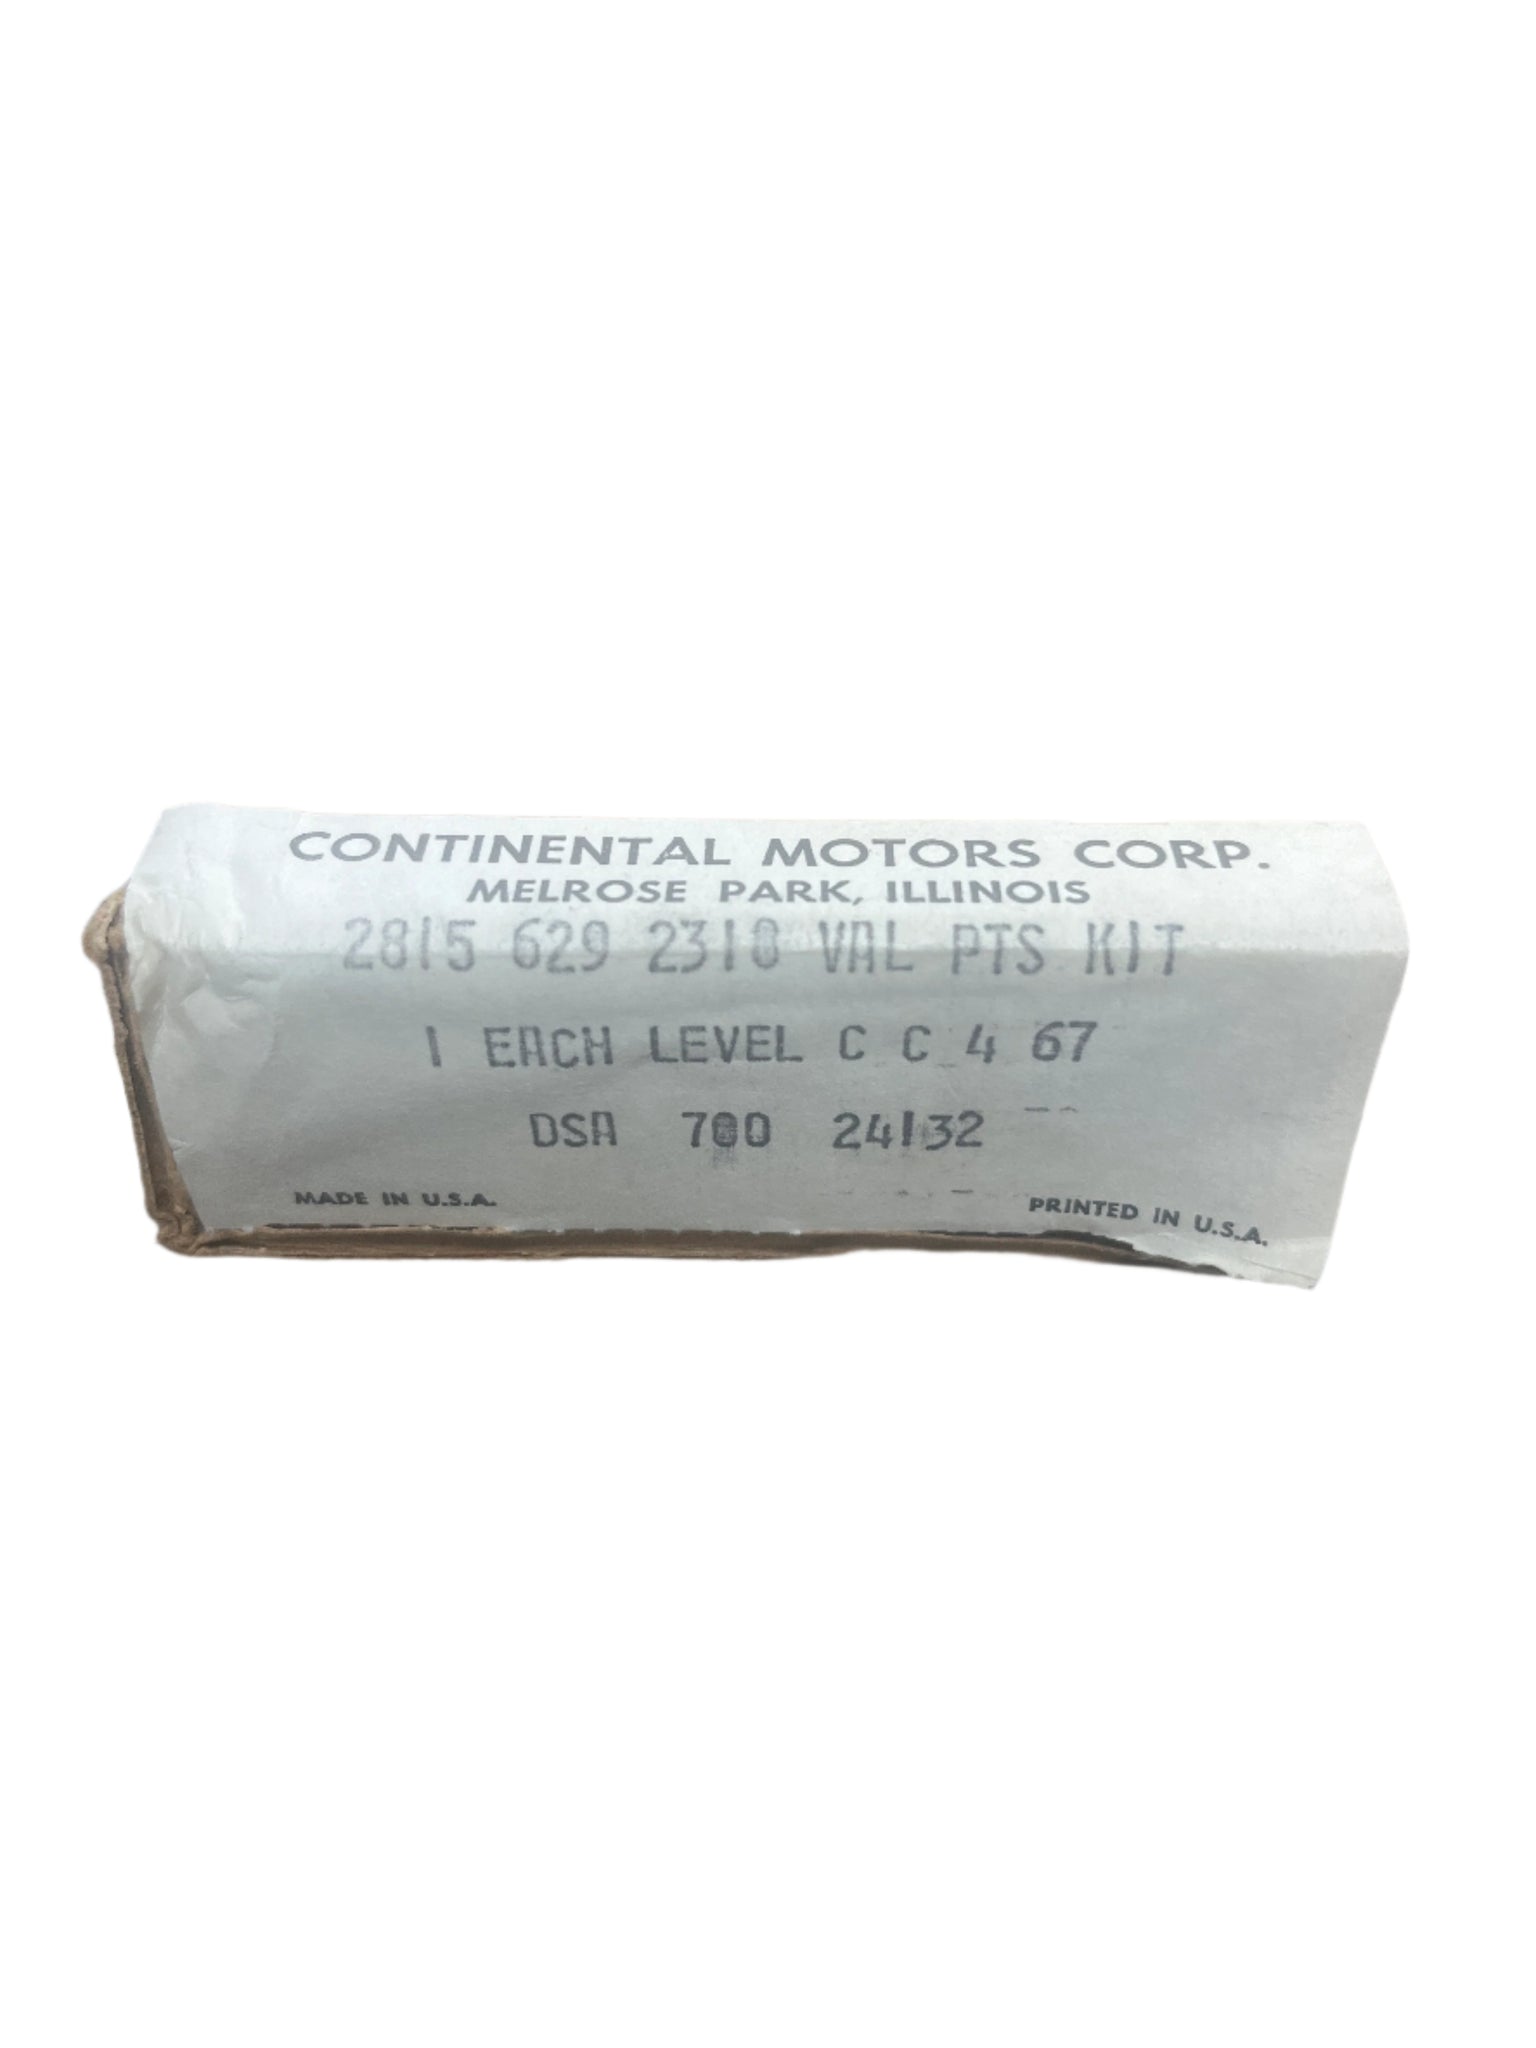 CONTINENTAL MOTORS CORP.
MELROSE PARK, ILLINOIS
2815 629 2310 VAL PTS KIT
1 EACH LEVEL C C 4 67
DSA 700 24132
MADE IN U.S.A. PRINTED IN U.S.A.